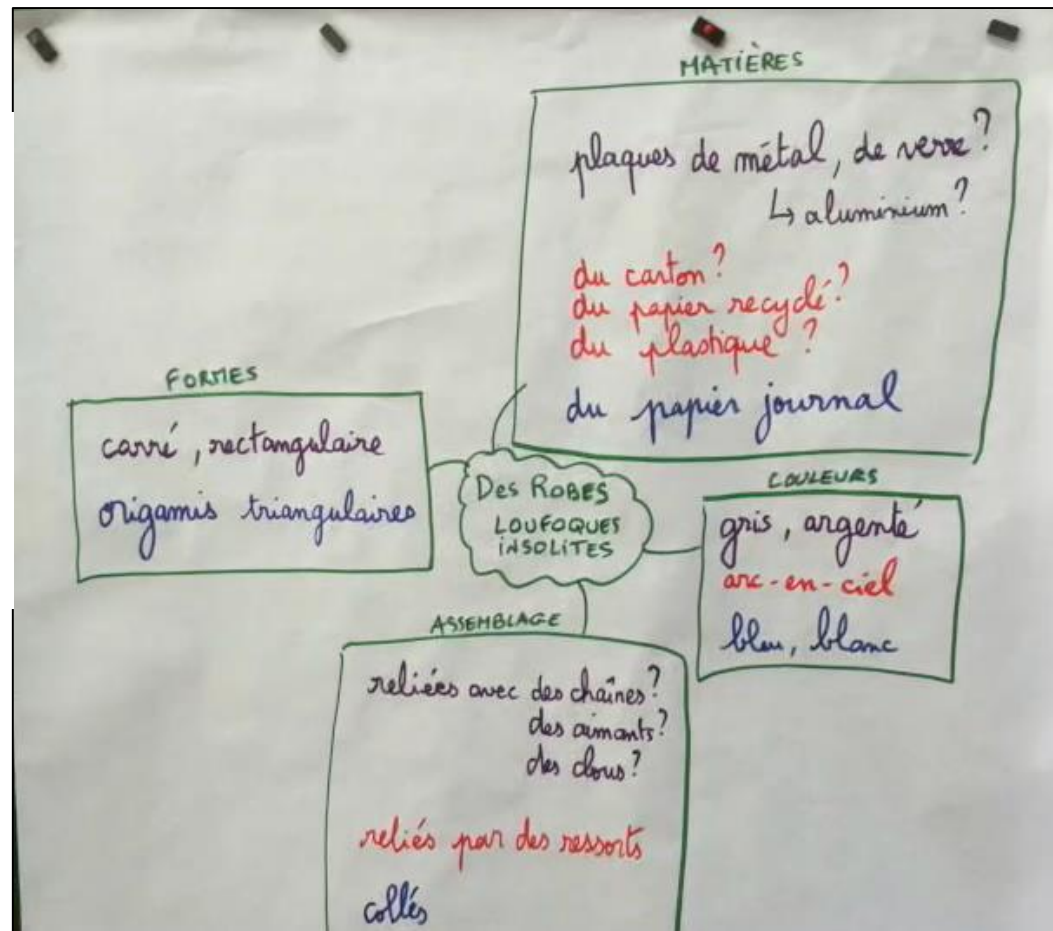 MATIÈRES
plaques de métal, de verre?
↳ aluminium?
du carton?
du papier recyclé?
du plastique?
du papier journal
FORMES
carré, rectangulaire
origamis triangulaires
Des ROBES
LOUFOQUES
iNSOLiTES
COULEURS
gris, argenté
arc-en-ciel
bleu, blanc
ASSEMBLAGE
reliées avec des chaînes?
des aimants?
des clous?
reliés par des ressorts
collés